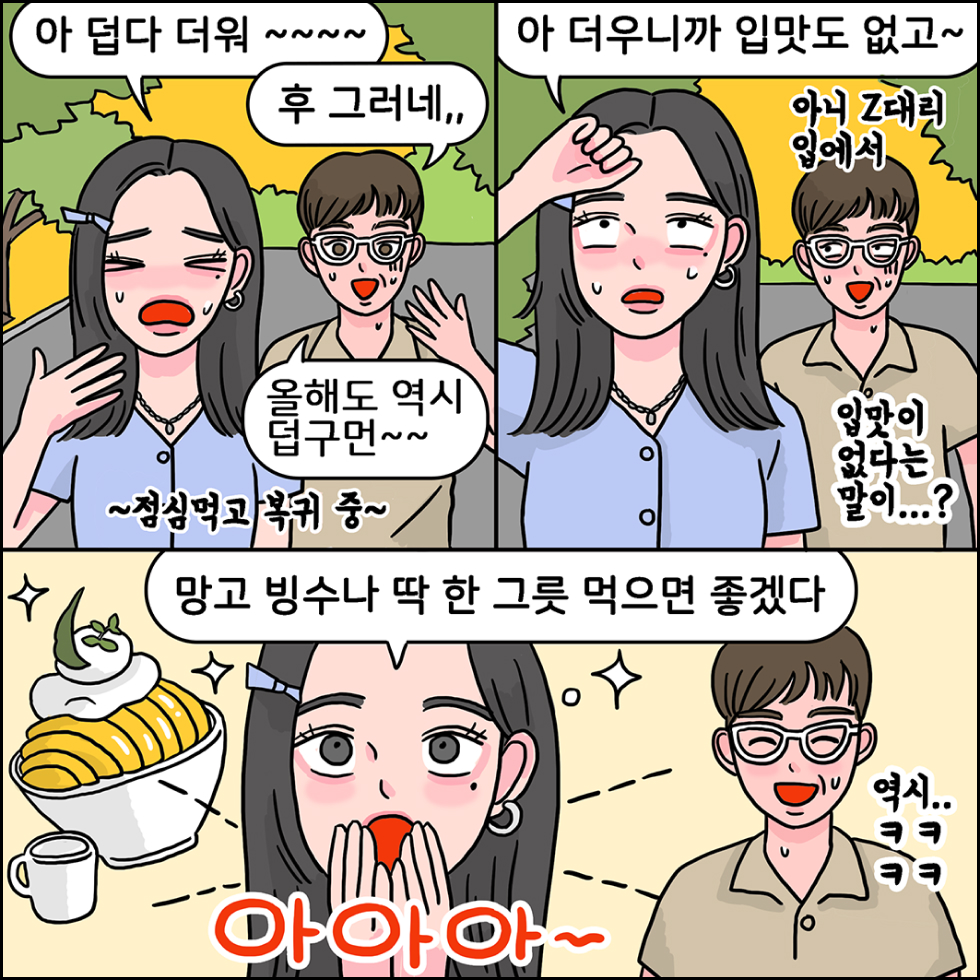 아 덥다 더워 ~~~~
후 그러네,,
올해도 역시
덥구먼~~
~점심먹고 복귀 중~
아 더우니까 입맛도 없고~
아니 Z대리
입에서
입맛이
없다는
말이...?
망고 빙수나 딱 한 그릇 먹으면 좋겠다
역시..
ㅋㅋ
ㅋㅋ
아아아~